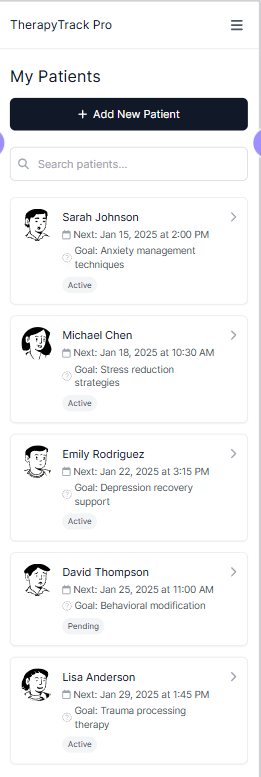 TherapyTrack Pro
My Patients
+ Add New Patient
Search patients...
Sarah Johnson
Next: Jan 15, 2025 at 2:00 PM
Goal: Anxiety management
techniques
Active
Michael Chen
Next: Jan 18, 2025 at 10:30 AM
Goal: Stress reduction
strategies
Active
Emily Rodriguez
Next: Jan 22, 2025 at 3:15 PM
Goal: Depression recovery
support
Active
David Thompson
Next: Jan 25, 2025 at 11:00 AM
Goal: Behavioral modification
Pending
Lisa Anderson
Next: Jan 29, 2025 at 1:45 PM
Goal: Trauma processing
therapy
Active